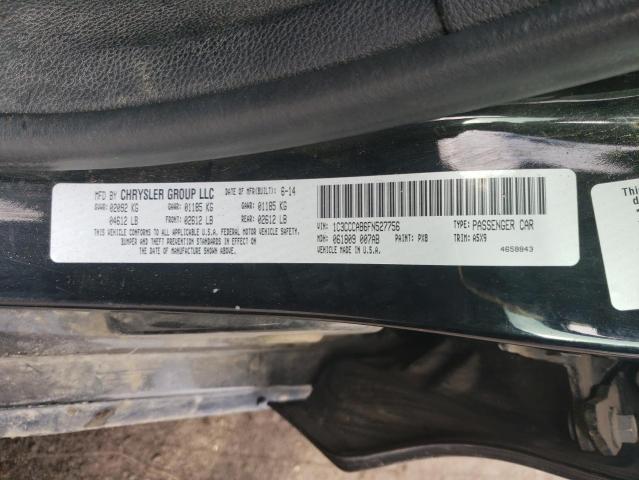 MFD BY CHRYSLER GROUP LLC DATE OF MFR(BUILT): 6-14
GVWR: 02092 KG GAWR: 01185 KG GAWR: 01185 KG
04612 LB FRONT: 02612 LB REAR: 02612 LB
THIS VEHICLE CONFORMS TO ALL APPLICABLE U.S.A. FEDERAL MOTOR VEHICLE SAFETY,
BUMPER AND THEFT PREVENTION STANDARDS IN EFFECT ON
THE DATE OF MANUFACTURE SHOWN ABOVE.
VIN: 1C3CCCAB6FN527756 TYPE: PASSENGER CAR
MDH: 061809 007AB PAINT: PX8 TRIM: A5X9
VEHICLE MADE IN U.S.A. 4658843
This